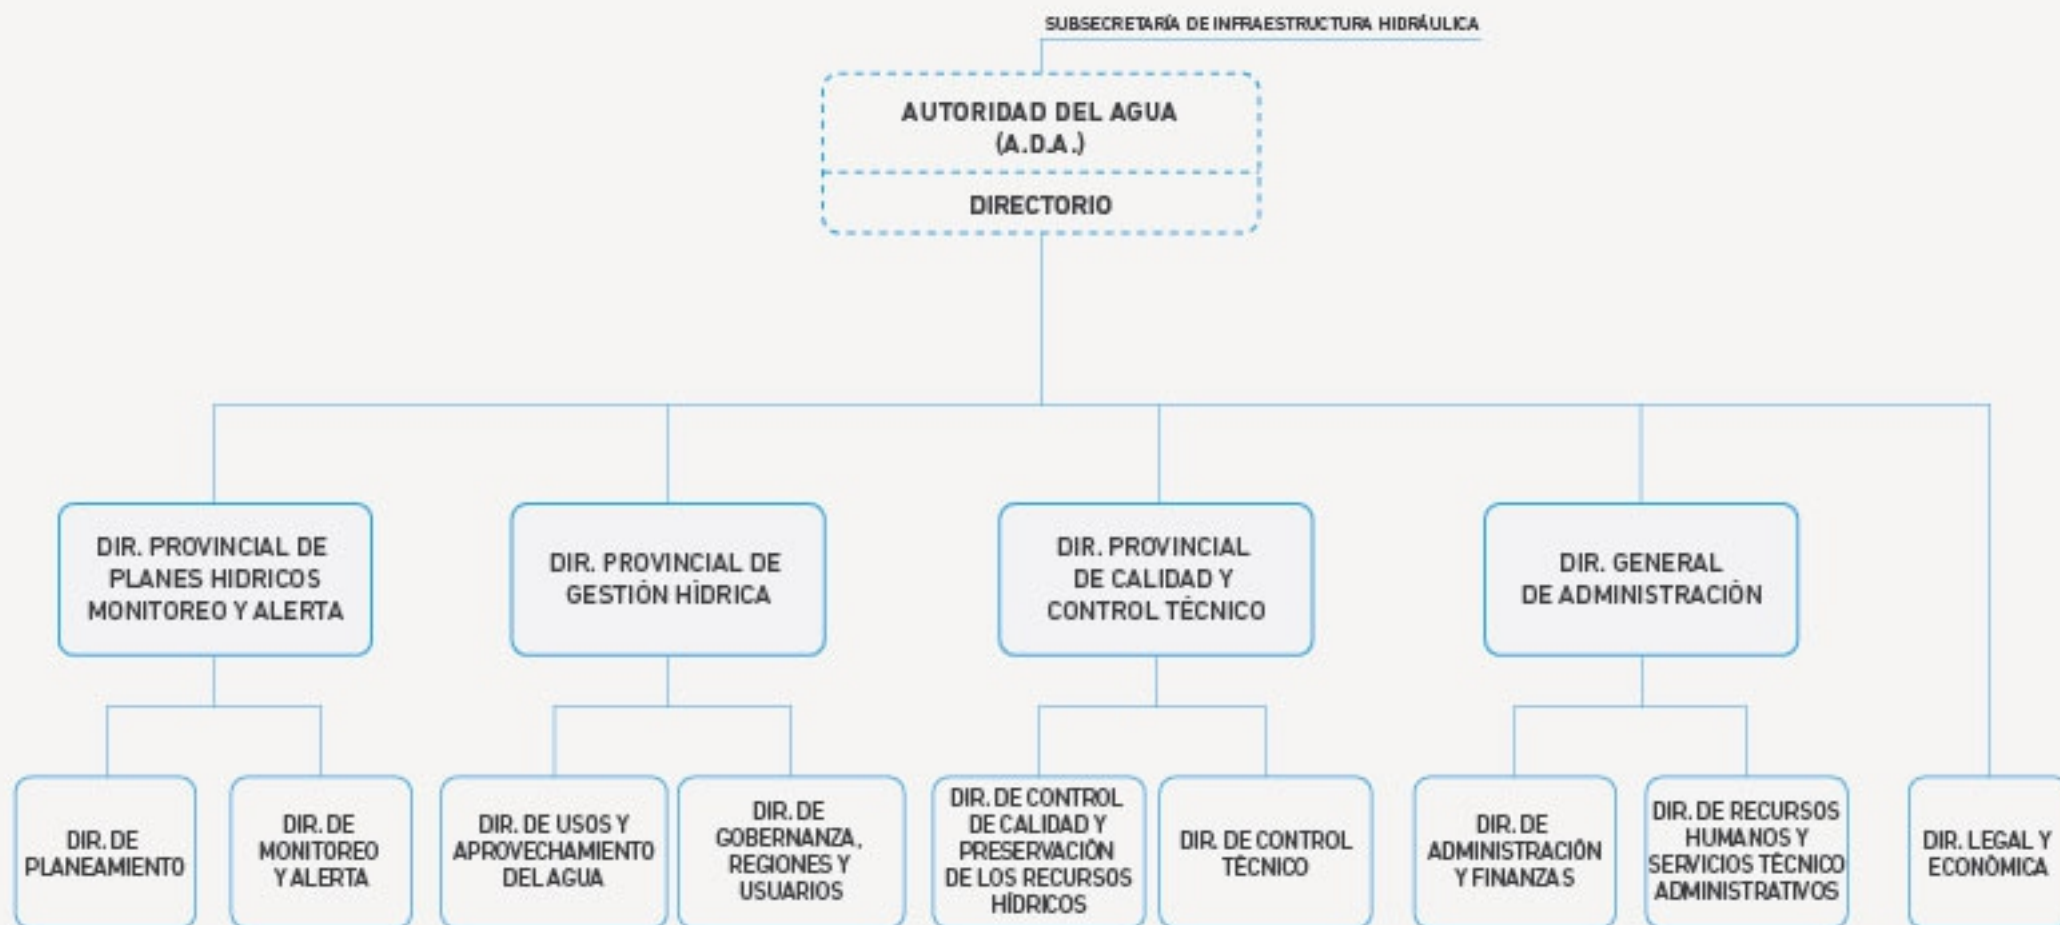 SUBSECRETARÍA DE INFRAESTRUCTURA HIDRÁULICA
AUTORIDAD DEL AGUA
(A.D.A.)
DIRECTORIO
DIR. PROVINCIAL DE
PLANES HIDRICOS
MONITOREO Y ALERTA
DIR. PROVINCIAL DE
GESTIÓN HÍDRICA
DIR. PROVINCIAL
DE CALIDAD Y
CONTROL TÉCNICO
DIR. GENERAL
DE ADMINISTRACIÓN
DIR. DE
PLANEAMIENTO
DIR. DE
MONITOREO
Y ALERTA
DIR. DE USOS Y
APROVECHAMIENTO
DEL AGUA
DIR. DE
GOBERNANZA,
REGIONES Y
USUARIOS
DIR. DE CONTROL
DE CALIDAD Y
PRESERVACIÓN
DE LOS RECURSOS
HÍDRICOS
DIR. DE CONTROL
TÉCNICO
DIR. DE
ADMINISTRACIÓN
Y FINANZAS
DIR. DE RECURSOS
HUMANOS Y
SERVICIOS TÉCNICO
ADMINISTRATIVOS
DIR. LEGAL Y
ECONÓMICA